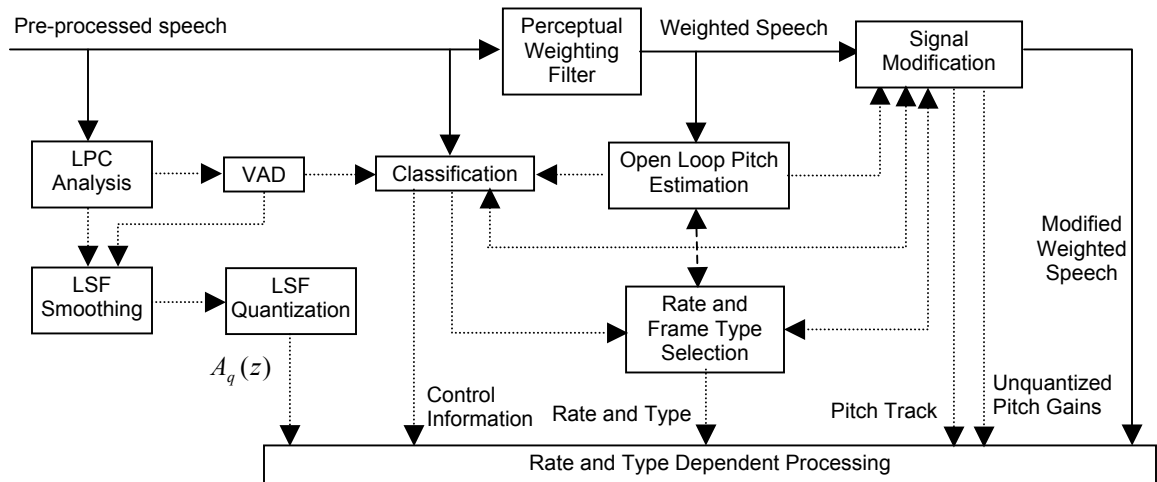 Pre-processed speech
Perceptual
Weighting
Filter
Weighted Speech
Signal
Modification
LPC
Analysis
VAD
Classification
Open Loop Pitch
Estimation
Modified
Weighted
Speech
LSF
Smoothing
LSF
Quantization
Rate and
Frame Type
Selection
A_q(z)
Control
Information
Rate and Type
Pitch Track
Unquantized
Pitch Gains
Rate and Type Dependent Processing